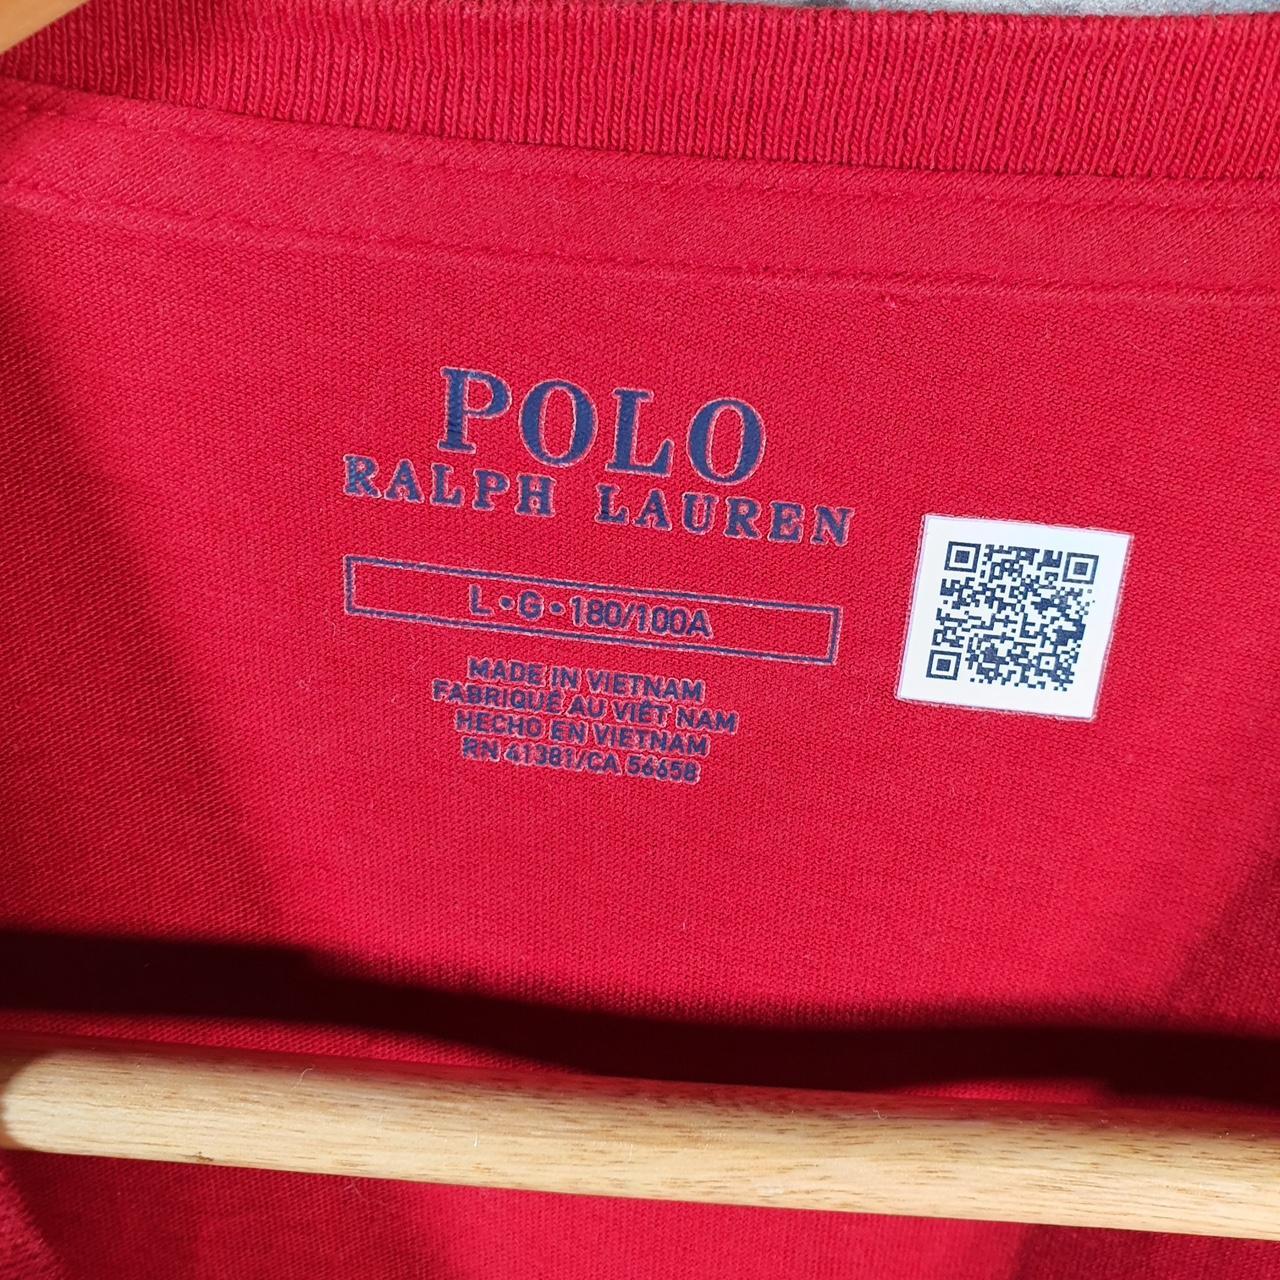 POLO
RALPH LAUREN
L•G•180/100A
MADE IN VIETNAM
FABRIQUÉ AU VIÊT NAM
HECHO EN VIETNAM
RN 41381/CA 56658